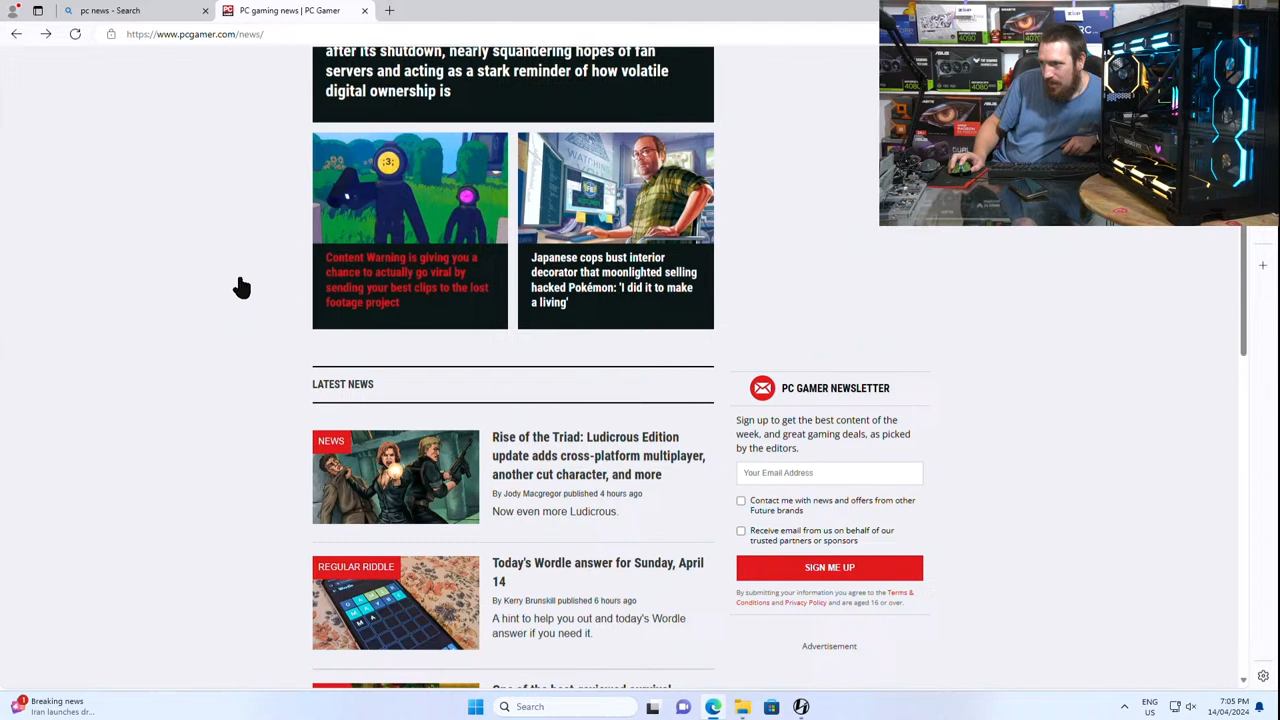 pc news - Search
PC gaming news | PC Gamer
https://www.pcgamer.com/news/
after its shutdown, nearly squandering hopes of fan
servers and acting as a stark reminder of how volatile
digital ownership is
;3;
Content Warning is giving you a
chance to actually go viral by
sending your best clips to the lost
footage project
Japanese cops bust interior
decorator that moonlighted selling
hacked Pokémon: 'I did it to make
a living'
LATEST NEWS
NEWS
Rise of the Triad: Ludicrous Edition
update adds cross-platform multiplayer,
another cut character, and more
By Jody Macgregor published 4 hours ago
Now even more Ludicrous.
REGULAR RIDDLE
Today's Wordle answer for Sunday, April
14
By Kerry Brunskill published 6 hours ago
A hint to help you out and today's Wordle
answer if you need it.
PC GAMER NEWSLETTER
Sign up to get the best content of the
week, and great gaming deals, as picked
by the editors.
Your Email Address
Contact me with news and offers from other
Future brands
Receive email from us on behalf of our
trusted partners or sponsors
SIGN ME UP
By submitting your information you agree to the Terms &
Conditions and Privacy Policy and are aged 16 or over.
Advertisement
1
Breaking news
Iran launches dr...
Search
ENG
US
7:05 PM
14/04/2024